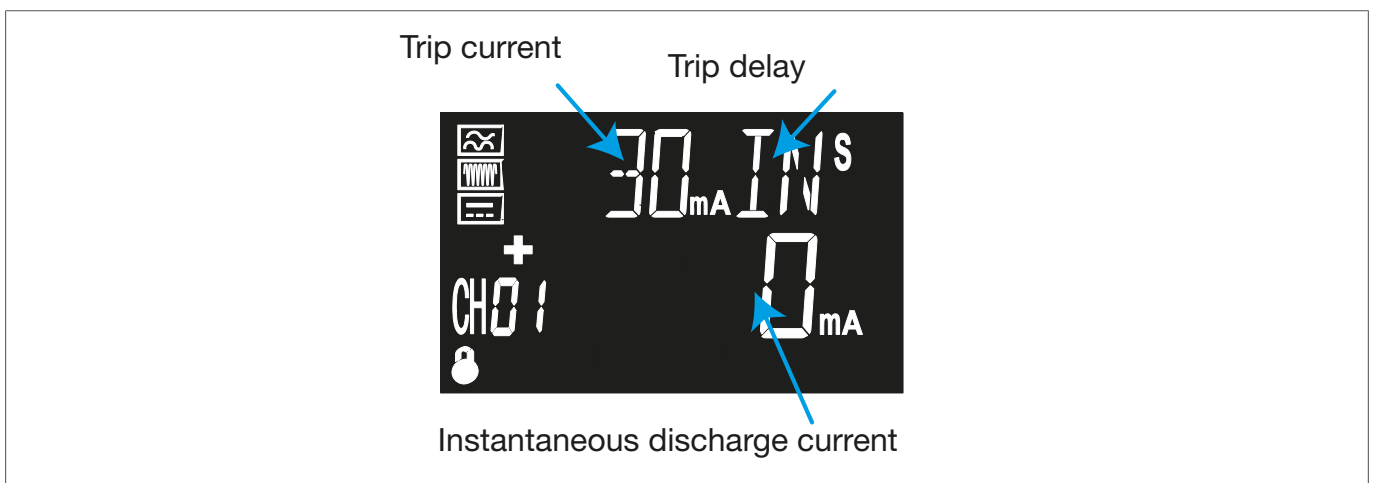 Trip current
Trip delay
30mA INS
CH01
0mA
Instantaneous discharge current